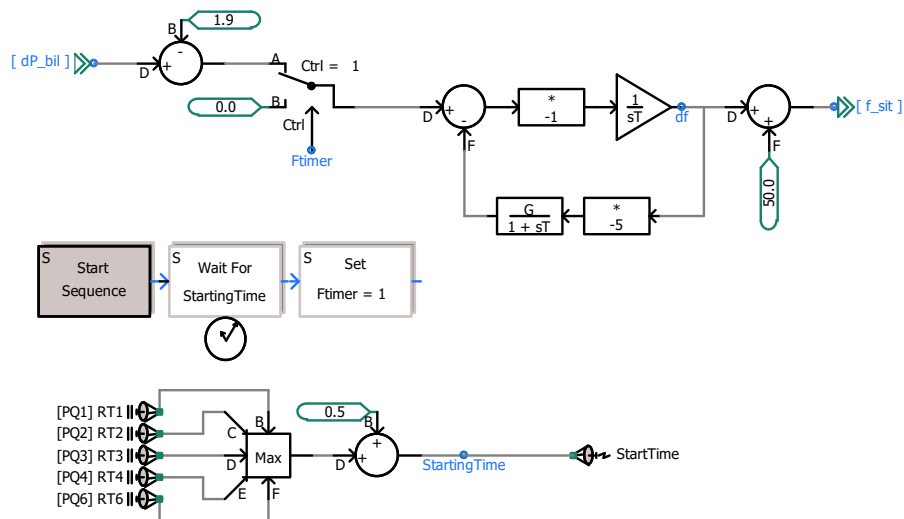 1.9
B
-
[ dP_bil ]
D
+
A
Ctrl = 1
B
0.0
Ctrl
Ftimer
D
+
-
F
*
-1
1
sT
df
D
+
+
F
50.0
[ f_sit ]
G
1 + sT
*
-5
S
Start
Sequence
S
Wait For
StartingTime
S
Set
Ftimer = 1
[PQ1] RT1
[PQ2] RT2
[PQ3] RT3
[PQ4] RT4
[PQ6] RT6
B
C
D
E
F
Max
0.5
B
+
D
+
StartingTime
StartTime